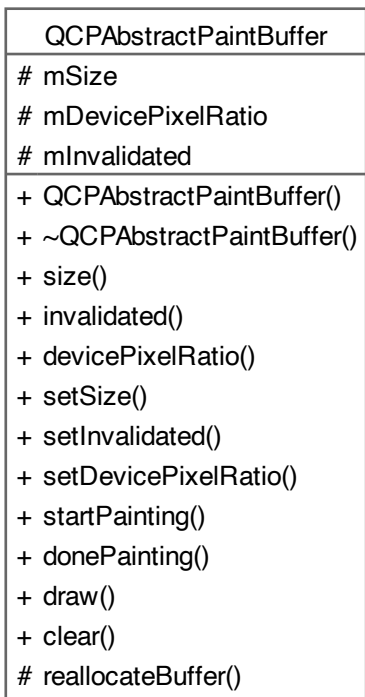 QCPAbstractPaintBuffer
# mSize
# mDevicePixelRatio
# mInvalidated
+ QCPAbstractPaintBuffer()
+ ~QCPAbstractPaintBuffer()
+ size()
+ invalidated()
+ devicePixelRatio()
+ setSize()
+ setInvalidated()
+ setDevicePixelRatio()
+ startPainting()
+ donePainting()
+ draw()
+ clear()
# reallocateBuffer()